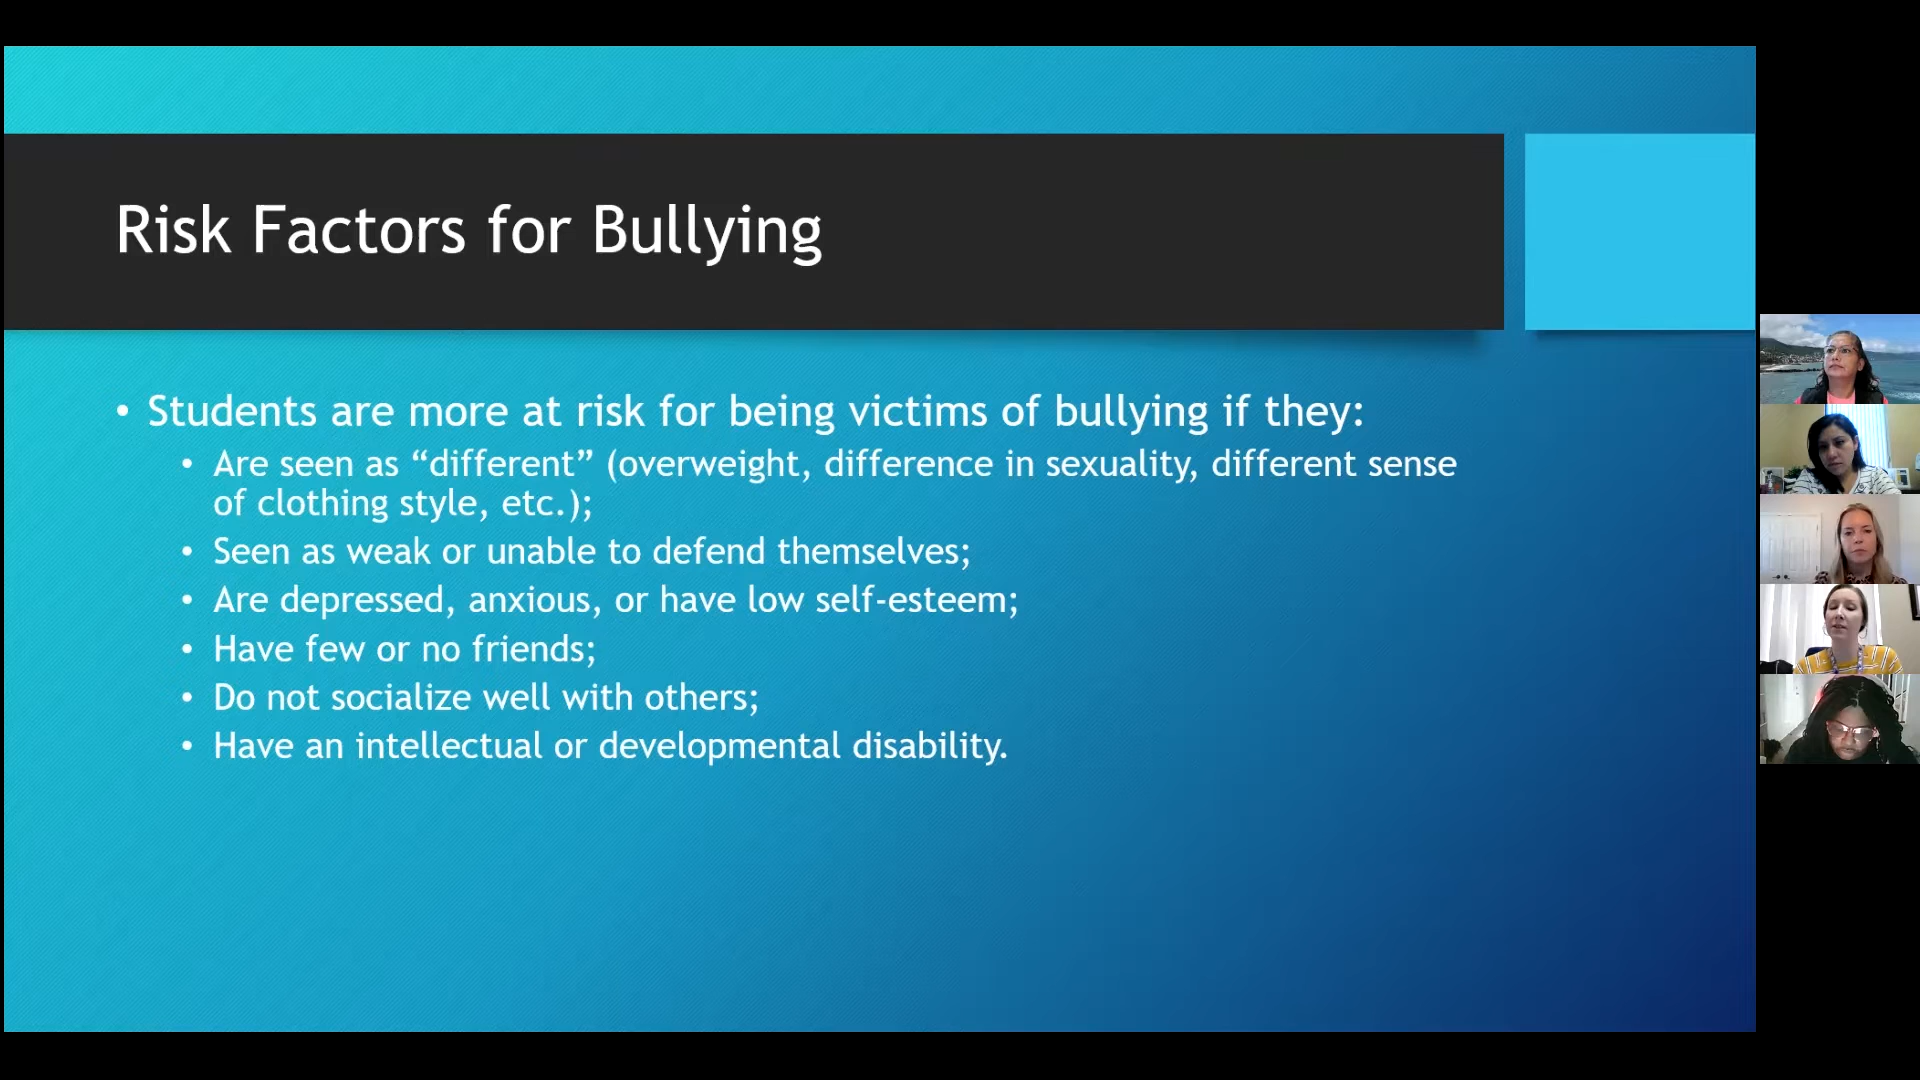 Risk Factors for Bullying
• Students are more at risk for being victims of bullying if they:
• Are seen as “different” (overweight, difference in sexuality, different sense
of clothing style, etc.);
• Seen as weak or unable to defend themselves;
• Are depressed, anxious, or have low self-esteem;
• Have few or no friends;
• Do not socialize well with others;
• Have an intellectual or developmental disability.